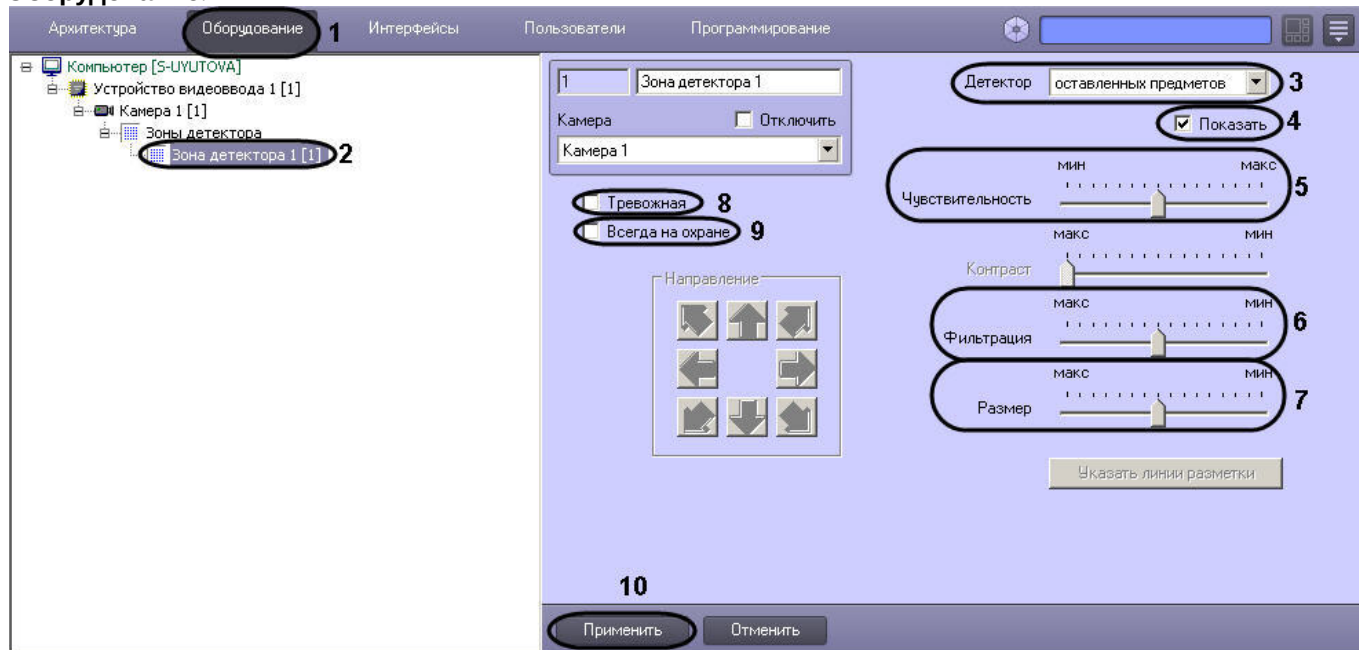 Архитектура Оборудование 1 Интерфейсы Пользователи Программирование
Компьютер [S-UYUTOVA]
Устройство видеоввода 1 [1]
Камера 1 [1]
Зоны детектора
Зона детектора 1 [1] 2
1 Зона детектора 1
Камера Отключить
Камера 1
Тревожная 8
Всегда на охране 9
Направление
Детектор оставленных предметов 3
Показать 4
мин макс
Чувствительность 5
макс мин
Контраст
макс мин
Фильтрация 6
макс мин
Размер 7
Указать линии разметки
10
Применить Отменить